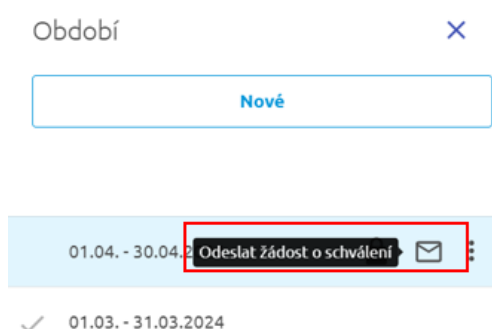 Období
Nové
01.04. - 30.04.2
Odeslat žádost o schválení
01.03. - 31.03.2024